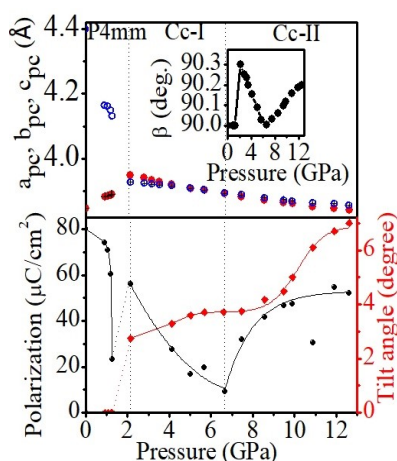 P4mm Cc-I Cc-II
a_pc, b_pc, c_pc (Å)
4.4
4.2
3.9
β (deg.)
90.3
90.2
90.1
90.0
0 4 8 12
Pressure (GPa)
Polarization (μC/cm²)
80
60
40
20
0
Tilt angle (degree)
6
4
2
0
0 2 4 6 8 10 12
Pressure (GPa)